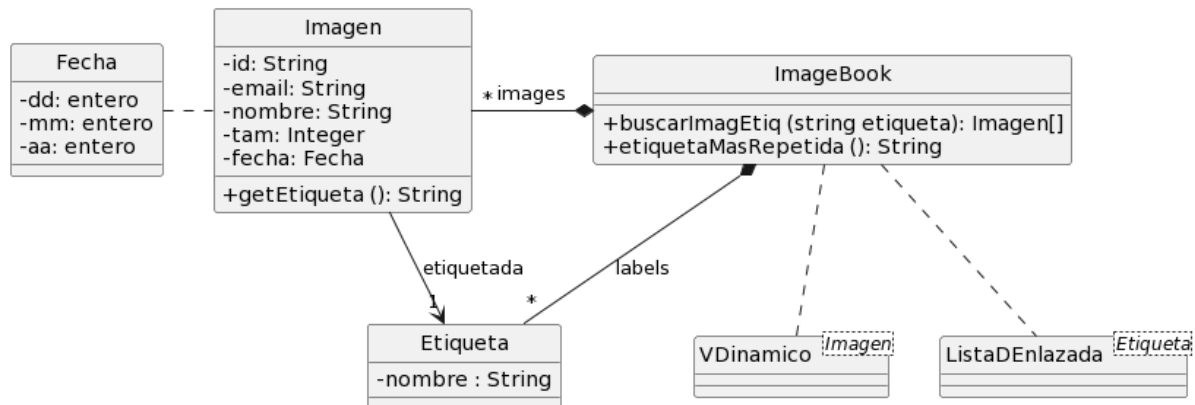 Fecha
-dd: entero
-mm: entero
-aa: entero
Imagen
-id: String
-email: String
-nombre: String
-tam: Integer
-fecha: Fecha
+getEtiqueta (): String
* images
ImageBook
+buscarImagEtiq (string etiqueta): Imagen[]
+etiquetaMasRepetida (): String
etiquetada
1
labels
*
Etiqueta
-nombre : String
VDinamico
Imagen
ListaDEnlazada
Etiqueta